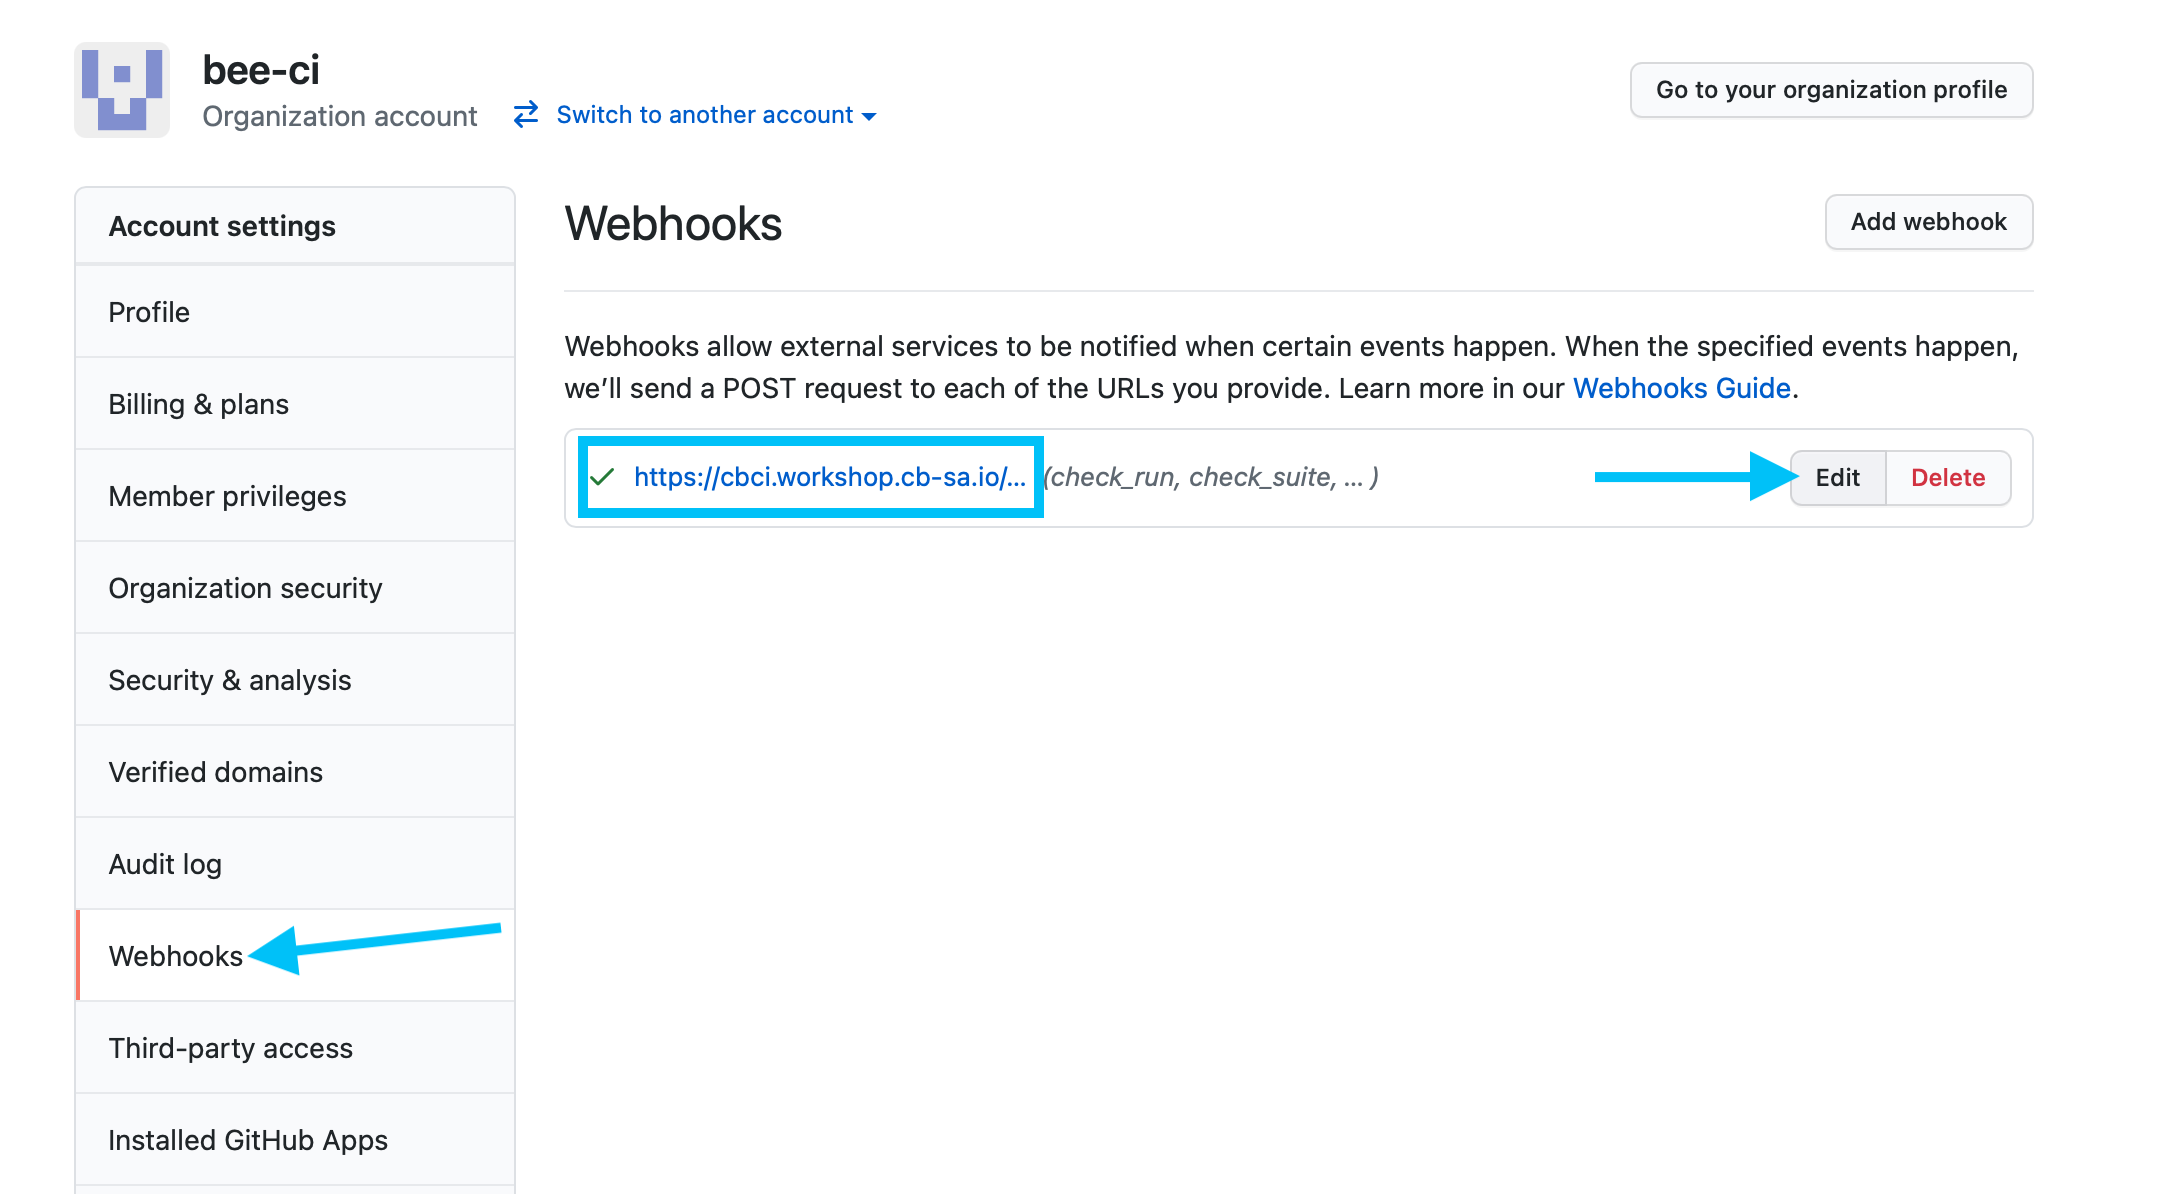 bee-ci
Organization account
Switch to another account
Go to your organization profile
Account settings
Profile
Billing & plans
Member privileges
Organization security
Security & analysis
Verified domains
Audit log
Webhooks
Third-party access
Installed GitHub Apps
Webhooks
Add webhook
Webhooks allow external services to be notified when certain events happen. When the specified events happen,
we’ll send a POST request to each of the URLs you provide. Learn more in our Webhooks Guide.
https://cbci.workshop.cb-sa.io/... (check_run, check_suite, ... )
Edit
Delete